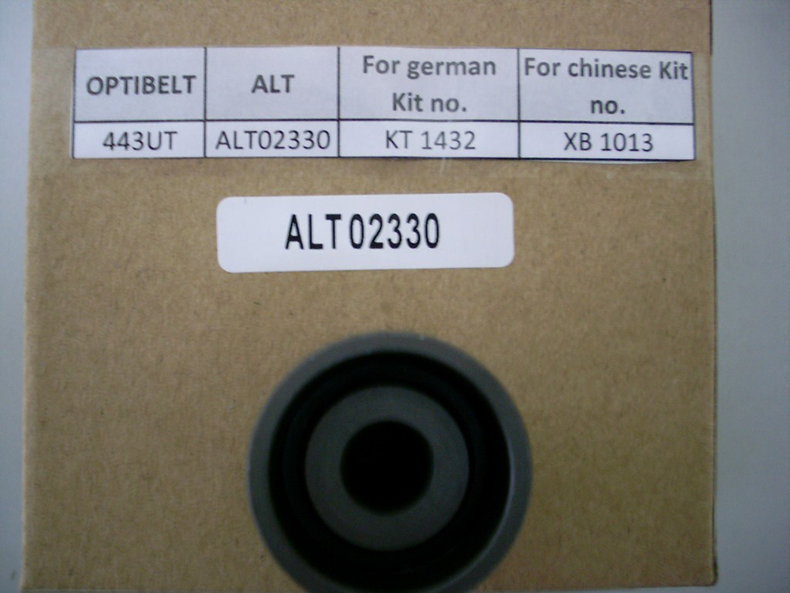 OPTIBELT ALT For german Kit no. For chinese Kit no.
443UT ALT02330 KT 1432 XB 1013
ALT02330